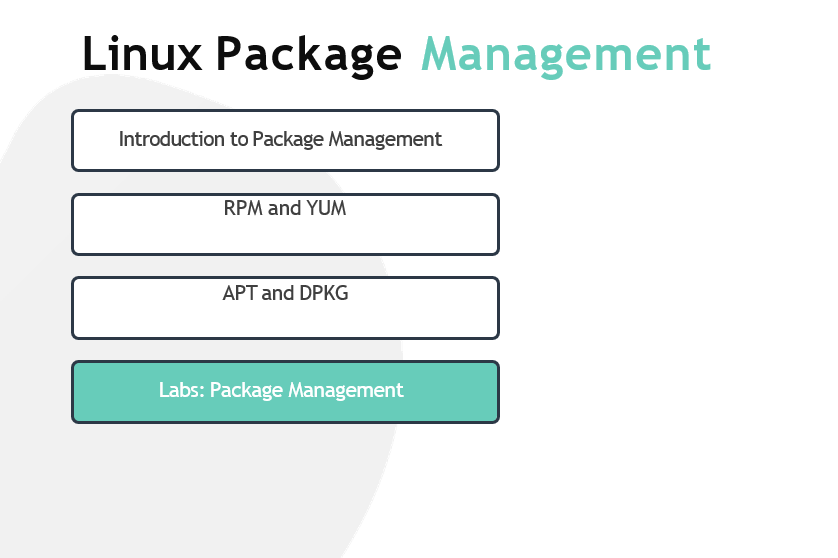 Linux Package Management
Introduction to Package Management
RPM and YUM
APT and DPKG
Labs: Package Management